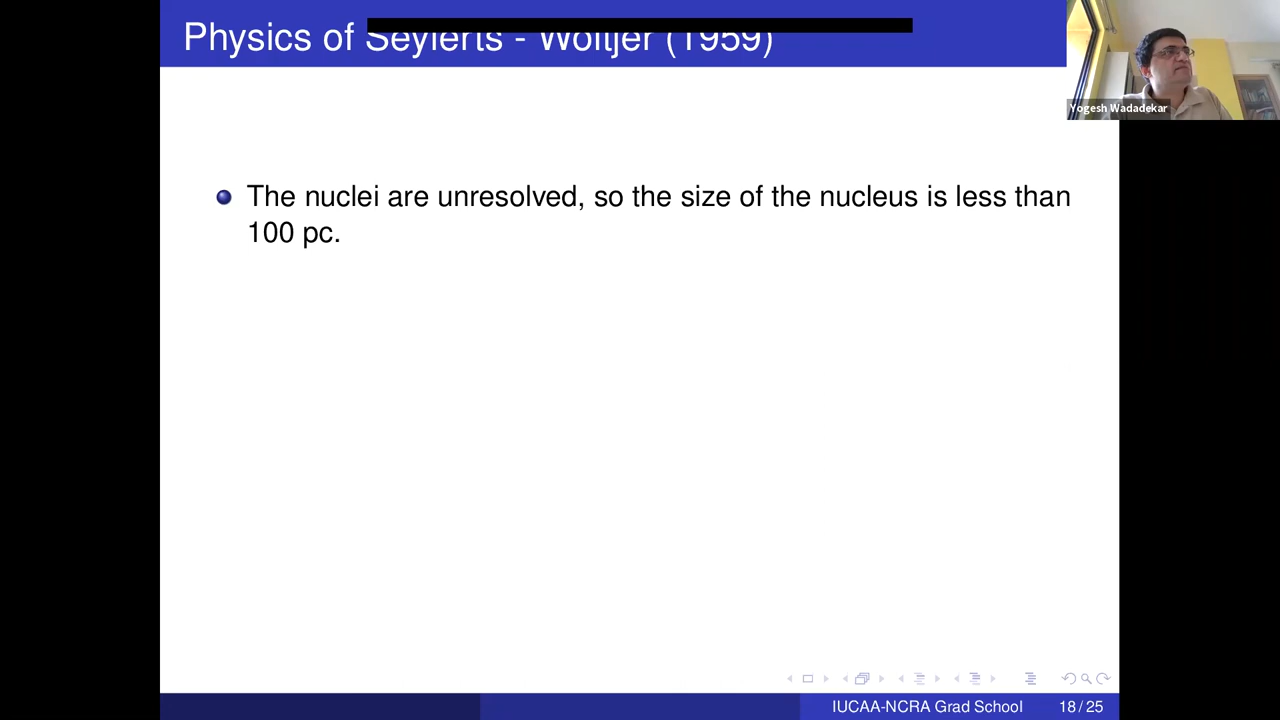 Physics of Seyferts - Woltjer (1959)
Yogesh Wadadekar
The nuclei are unresolved, so the size of the nucleus is less than
100 pc.
IUCAA-NCRA Grad School 18 / 25